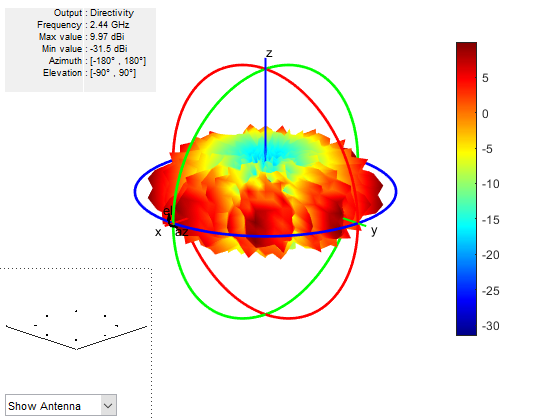 Output : Directivity
Frequency : 2.44 GHz
Max value : 9.97 dBi
Min value : -31.5 dBi
Azimuth : [-180° , 180°]
Elevation : [-90° , 90°]
z
x
az
y
5
0
-5
-10
-15
-20
-25
-30
Show Antenna